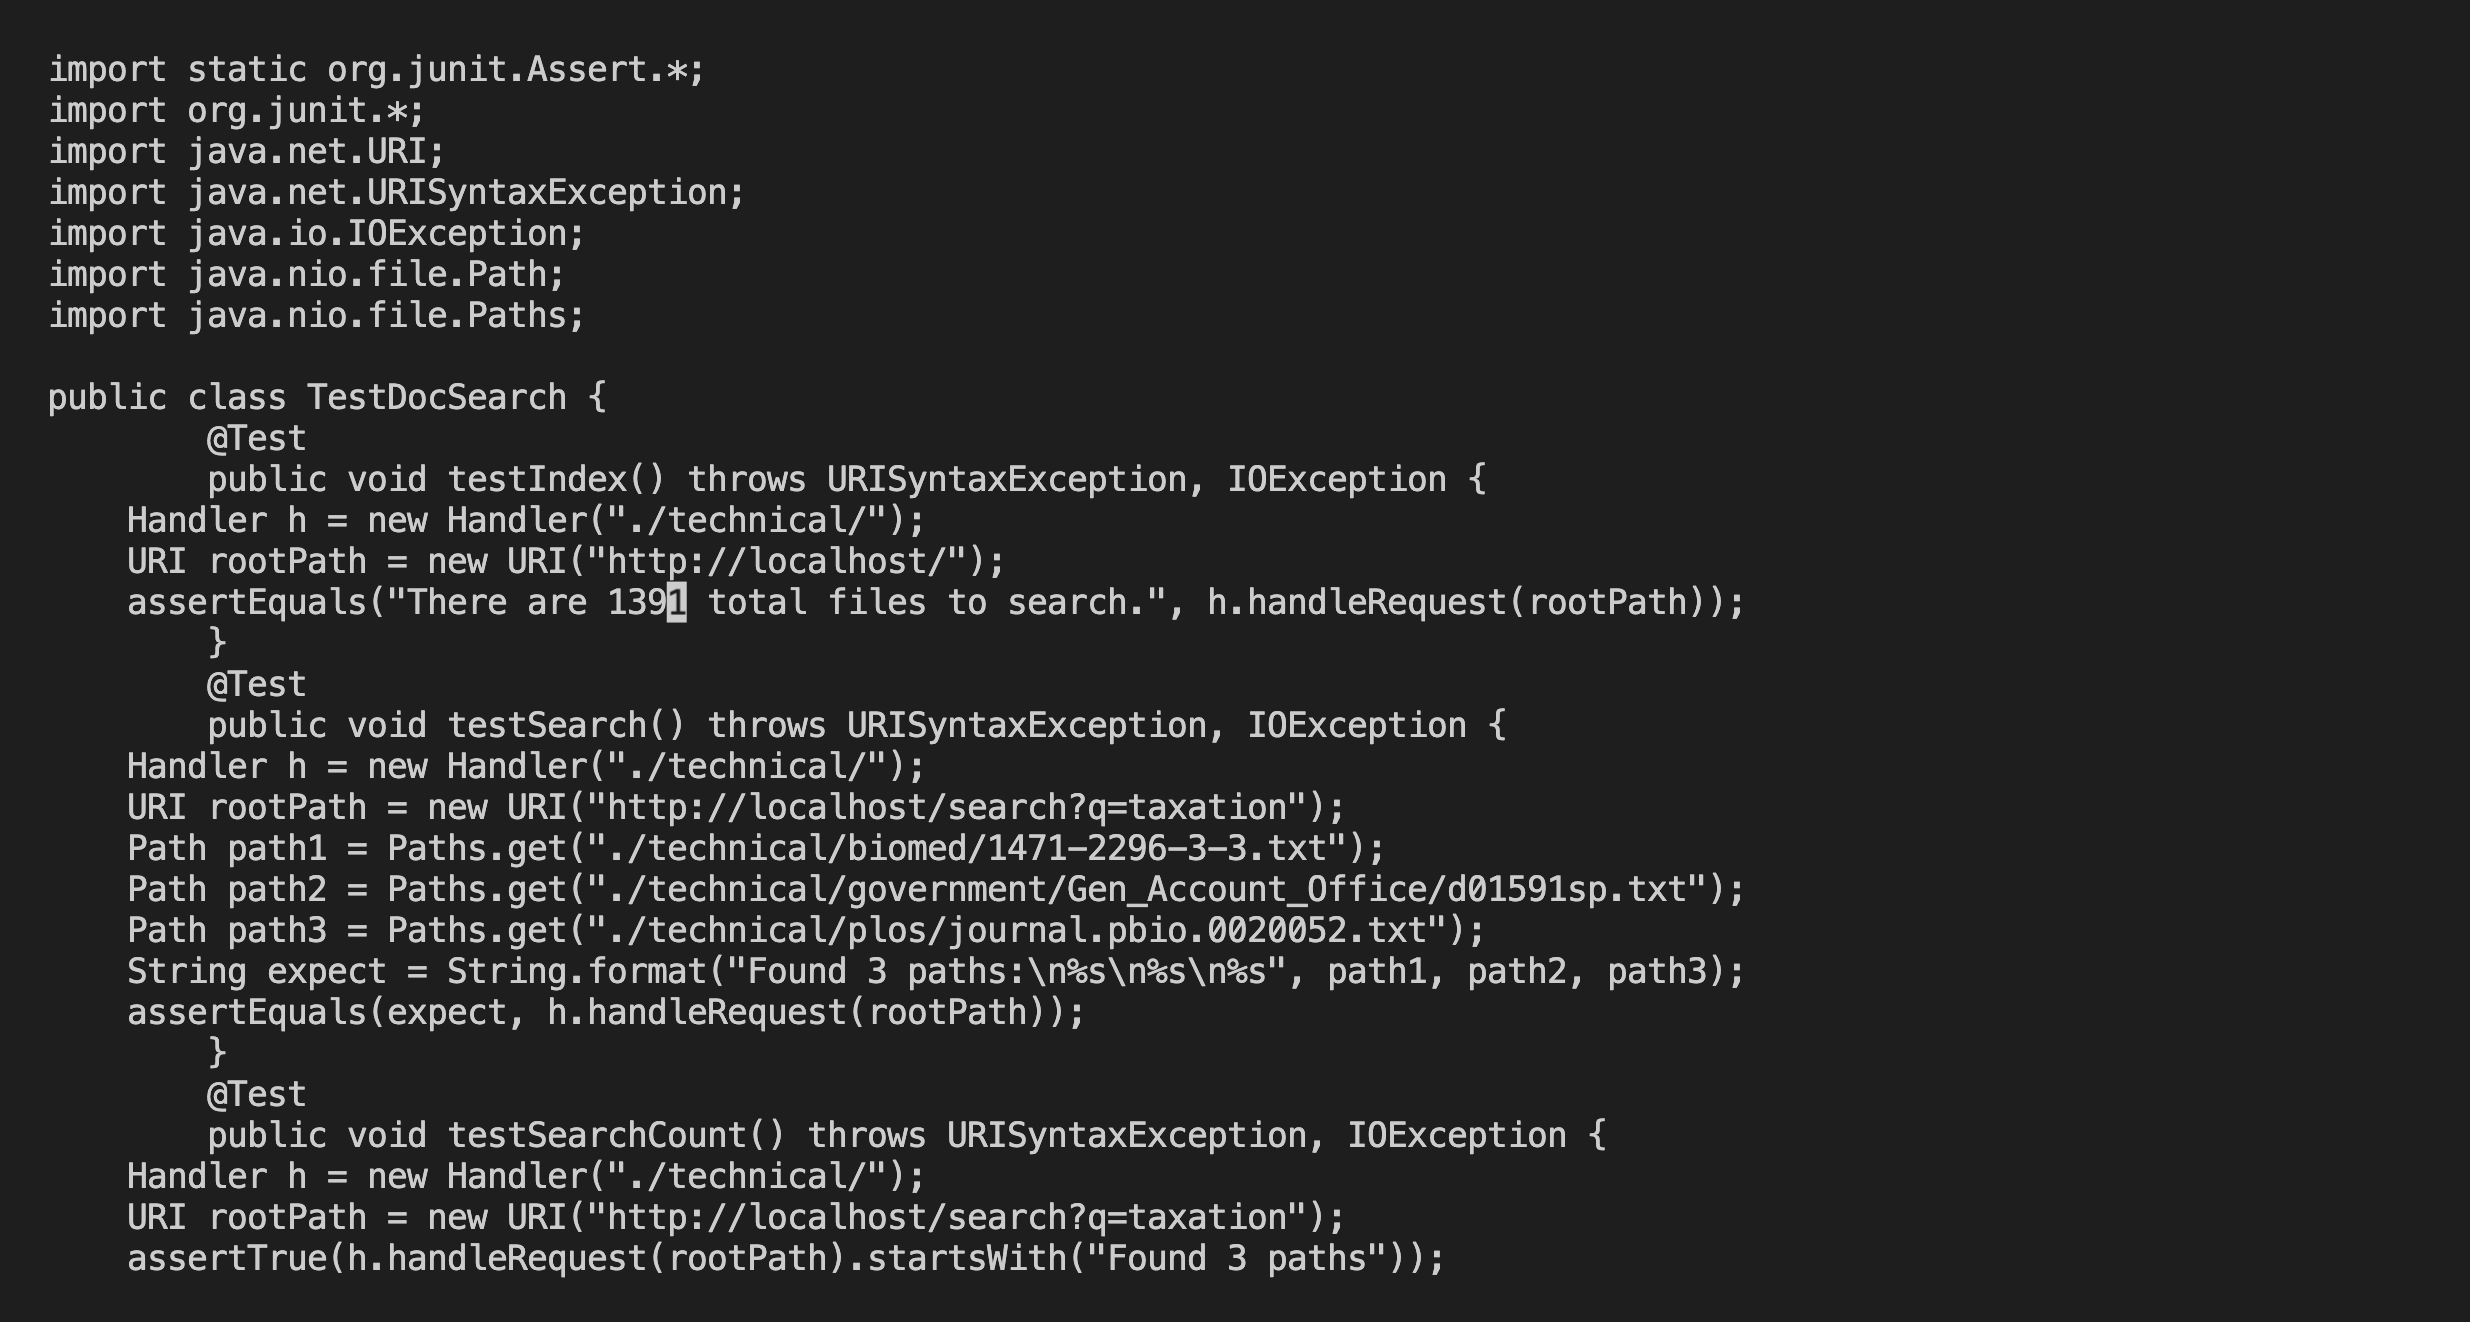 import static org.junit.Assert.*;
import org.junit.*;
import java.net.URI;
import java.net.URISyntaxException;
import java.io.IOException;
import java.nio.file.Path;
import java.nio.file.Paths;

public class TestDocSearch {
        @Test
        public void testIndex() throws URISyntaxException, IOException {
    Handler h = new Handler("./technical/");
    URI rootPath = new URI("http://localhost/");
    assertEquals("There are 1391 total files to search.", h.handleRequest(rootPath));
        }
        @Test
        public void testSearch() throws URISyntaxException, IOException {
    Handler h = new Handler("./technical/");
    URI rootPath = new URI("http://localhost/search?q=taxation");
    Path path1 = Paths.get("./technical/biomed/1471-2296-3-3.txt");
    Path path2 = Paths.get("./technical/government/Gen_Account_Office/d01591sp.txt");
    Path path3 = Paths.get("./technical/plos/journal.pbio.0020052.txt");
    String expect = String.format("Found 3 paths:\n%s\n%s\n%s", path1, path2, path3);
    assertEquals(expect, h.handleRequest(rootPath));
        }
        @Test
        public void testSearchCount() throws URISyntaxException, IOException {
    Handler h = new Handler("./technical/");
    URI rootPath = new URI("http://localhost/search?q=taxation");
    assertTrue(h.handleRequest(rootPath).startsWith("Found 3 paths"));